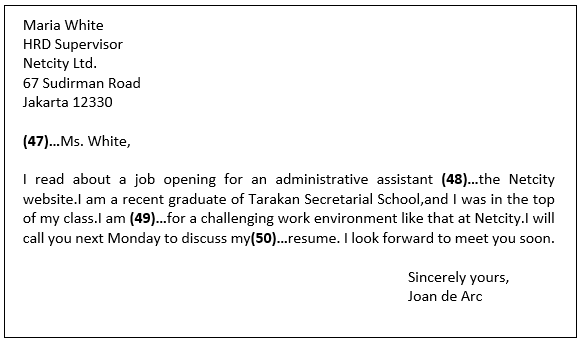 Maria White
HRD Supervisor
Netcity Ltd.
67 Sudirman Road
Jakarta 12330
(47)...Ms. White,
I read about a job opening for an administrative assistant (48)...the Netcity
website.I am a recent graduate of Tarakan Secretarial School,and I was in the top
of my class.I am (49)...for a challenging work environment like that at Netcity.I will
call you next Monday to discuss my(50)...resume. I look forward to meet you soon.
Sincerely yours,
Joan de Arc